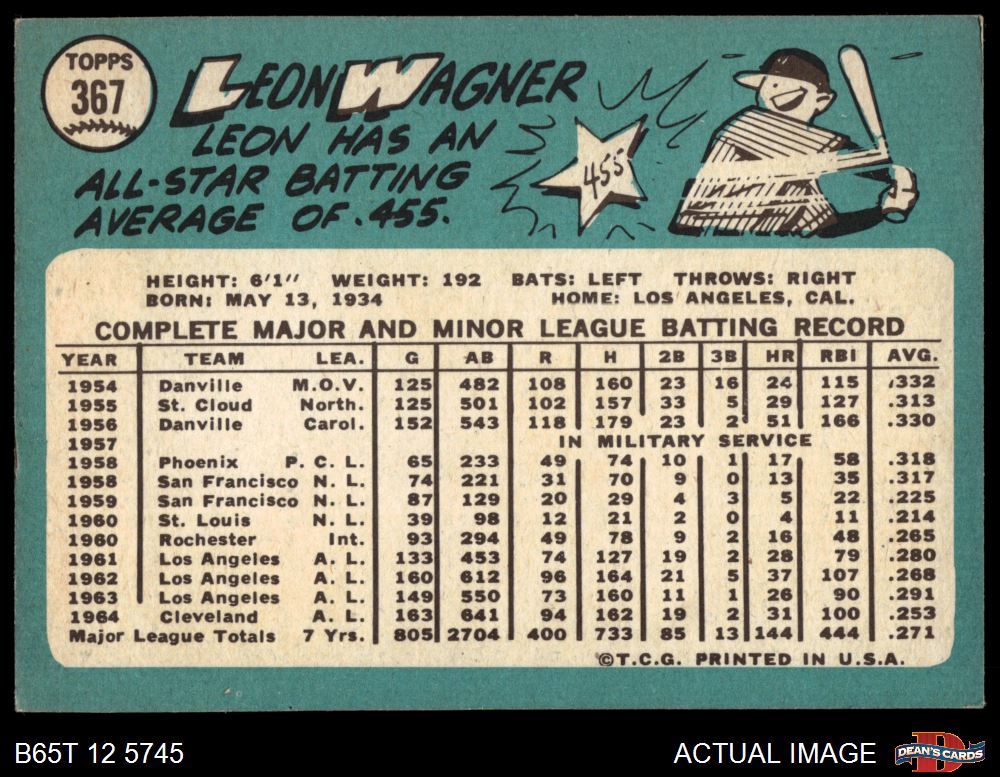 TOPPS
367
LEON WAGNER
LEON HAS AN
ALL-STAR BATTING
AVERAGE OF .455.
455
HEIGHT: 6'1" WEIGHT: 192 BATS: LEFT THROWS: RIGHT
BORN: MAY 13, 1934 HOME: LOS ANGELES, CAL.
COMPLETE MAJOR AND MINOR LEAGUE BATTING RECORD
YEAR TEAM LEA. G AB R H 2B 3B HR RBI AVG.
1954 Danville M.O.V. 125 482 108 160 23 16 24 115 .332
1955 St. Cloud North. 125 501 102 157 33 5 29 127 .313
1956 Danville Carol. 152 543 118 179 23 2 51 166 .330
1957 IN MILITARY SERVICE
1958 Phoenix P. C. L. 65 233 49 74 10 1 17 58 .318
1958 San Francisco N. L. 74 221 31 70 9 0 13 35 .317
1959 San Francisco N. L. 87 129 20 29 4 3 5 22 .225
1960 St. Louis N. L. 39 98 12 21 2 0 4 11 .214
1960 Rochester Int. 93 294 49 78 9 2 16 48 .265
1961 Los Angeles A. L. 133 453 74 127 19 2 28 79 .280
1962 Los Angeles A. L. 160 612 96 164 21 5 37 107 .268
1963 Los Angeles A. L. 149 550 73 160 11 1 26 90 .291
1964 Cleveland A. L. 163 641 94 162 19 2 31 100 .253
Major League Totals 7 Yrs. 805 2704 400 733 85 13 144 444 .271
©T.C.G. PRINTED IN U.S.A.
B65T 12 5745 ACTUAL IMAGE
DEAN'S CARDS